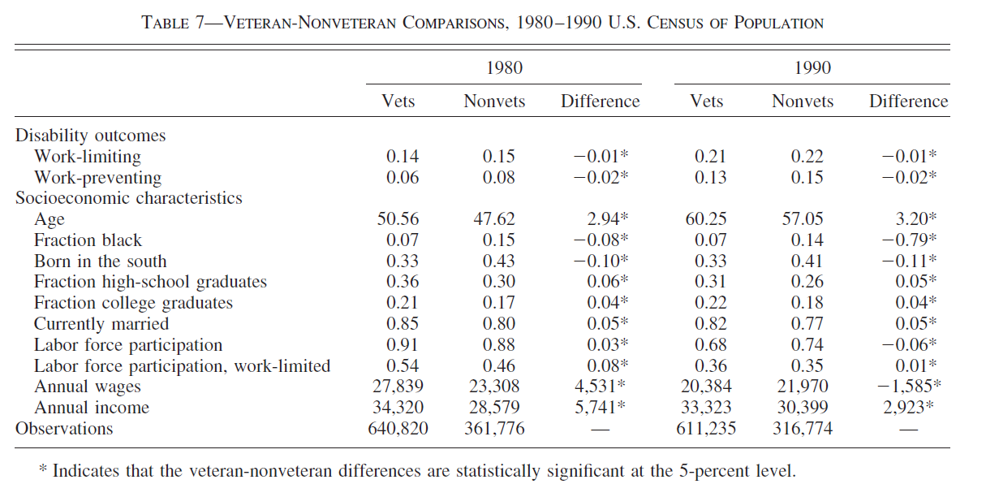 TABLE 7—VETERAN-NONVETERAN COMPARISONS, 1980–1990 U.S. CENSUS OF POPULATION
1980 1990
Vets Nonvets Difference Vets Nonvets Difference
Disability outcomes
Work-limiting 0.14 0.15 −0.01* 0.21 0.22 −0.01*
Work-preventing 0.06 0.08 −0.02* 0.13 0.15 −0.02*
Socioeconomic characteristics
Age 50.56 47.62 2.94* 60.25 57.05 3.20*
Fraction black 0.07 0.15 −0.08* 0.07 0.14 −0.79*
Born in the south 0.33 0.43 −0.10* 0.33 0.41 −0.11*
Fraction high-school graduates 0.36 0.30 0.06* 0.31 0.26 0.05*
Fraction college graduates 0.21 0.17 0.04* 0.22 0.18 0.04*
Currently married 0.85 0.80 0.05* 0.82 0.77 0.05*
Labor force participation 0.91 0.88 0.03* 0.68 0.74 −0.06*
Labor force participation, work-limited 0.54 0.46 0.08* 0.36 0.35 0.01*
Annual wages 27,839 23,308 4,531* 20,384 21,970 −1,585*
Annual income 34,320 28,579 5,741* 33,323 30,399 2,923*
Observations 640,820 361,776 — 611,235 316,774 —
* Indicates that the veteran-nonveteran differences are statistically significant at the 5-percent level.